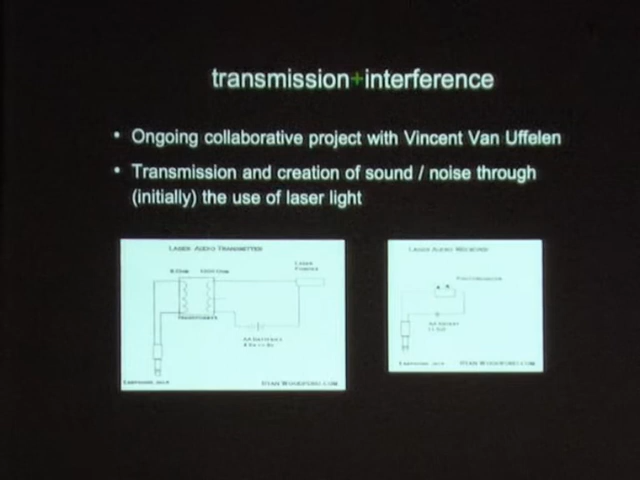 transmission+interference
• Ongoing collaborative project with Vincent Van Uffelen
• Transmission and creation of sound / noise through
(initially) the use of laser light
Laser Audio Transmitter
Laser Audio Receiver
Laser